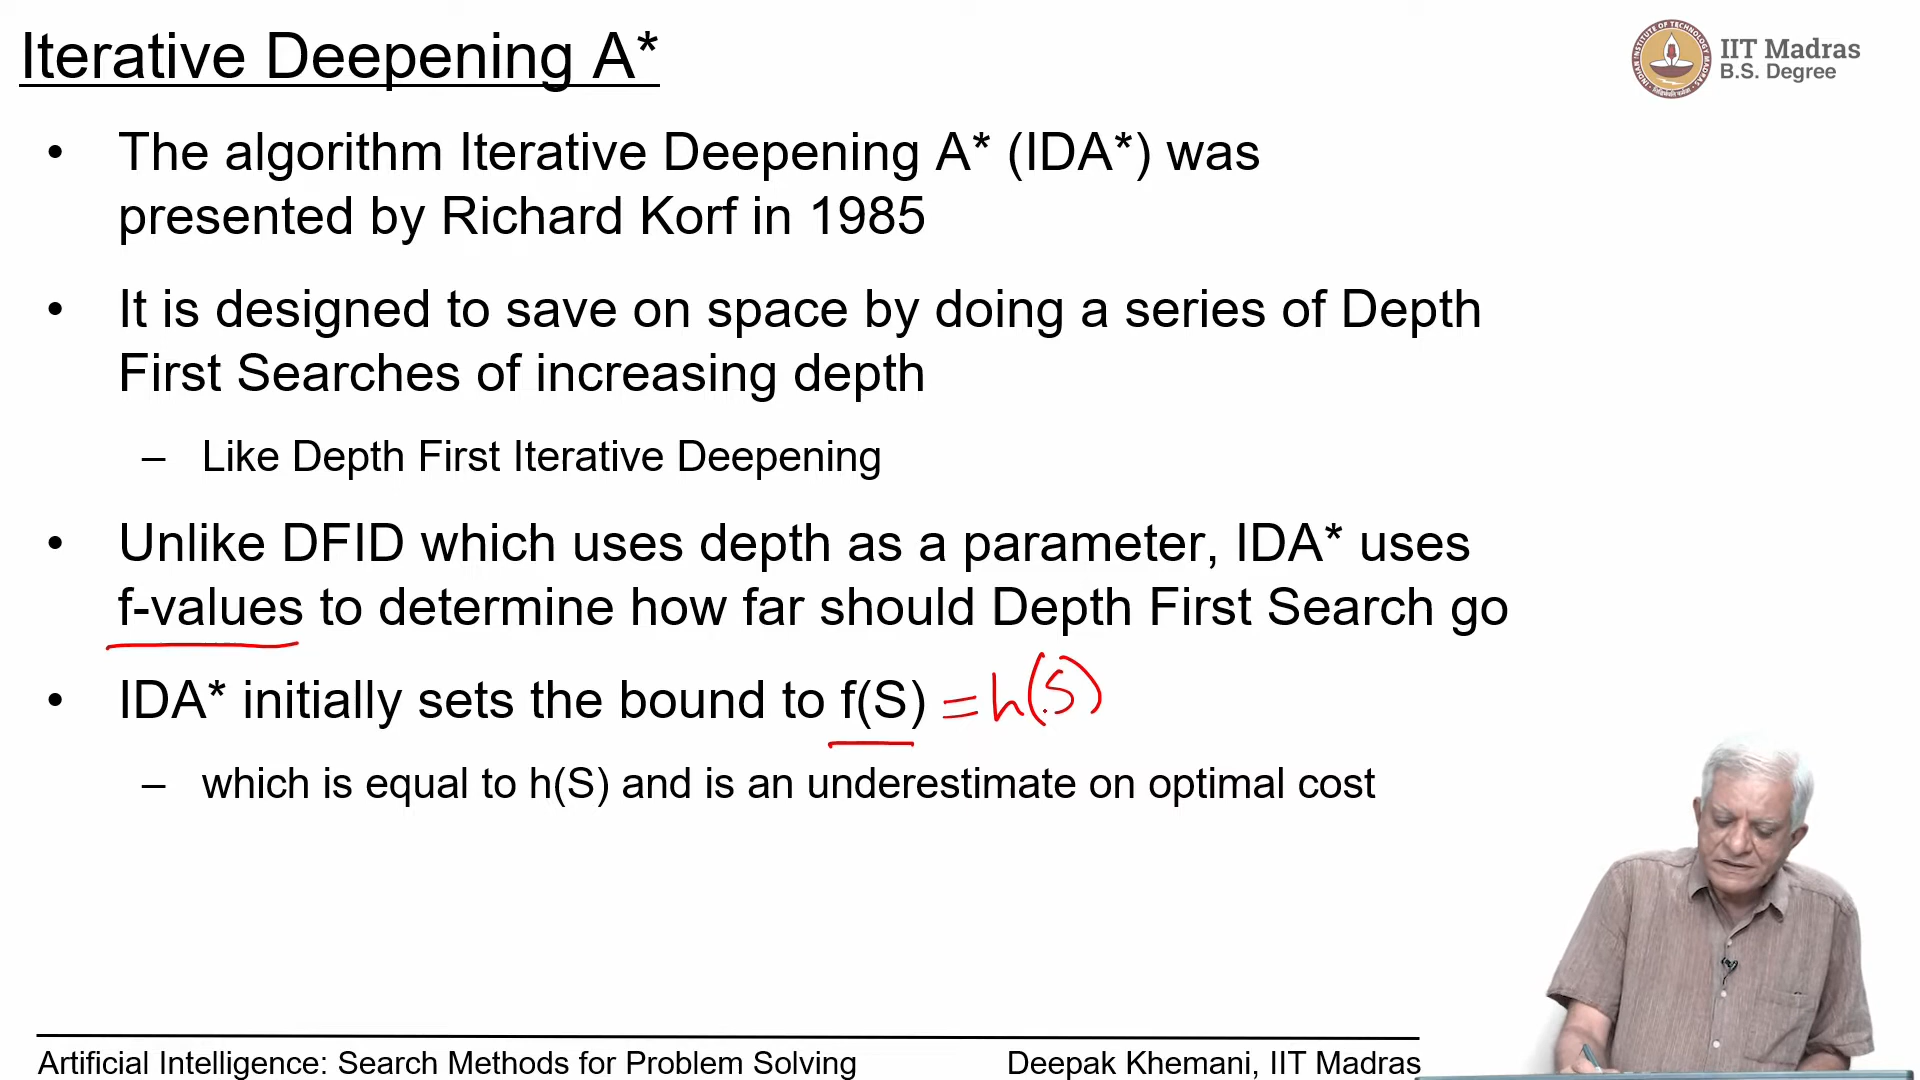 Iterative Deepening A*
IIT Madras
B.S. Degree
• The algorithm Iterative Deepening A* (IDA*) was
presented by Richard Korf in 1985
• It is designed to save on space by doing a series of Depth
First Searches of increasing depth
– Like Depth First Iterative Deepening
• Unlike DFID which uses depth as a parameter, IDA* uses
f-values to determine how far should Depth First Search go
• IDA* initially sets the bound to f(S) = h(S)
– which is equal to h(S) and is an underestimate on optimal cost
Artificial Intelligence: Search Methods for Problem Solving
Deepak Khemani, IIT Madras